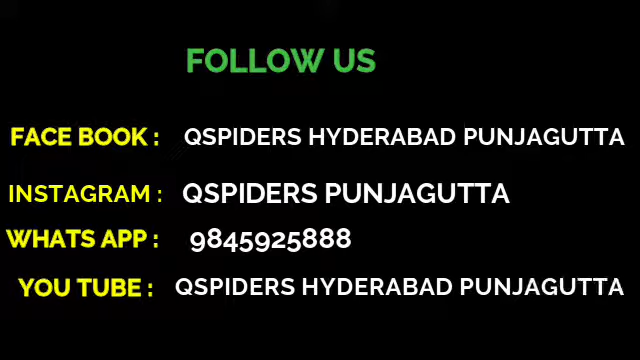 FOLLOW US
FACE BOOK : QSPIDERS HYDERABAD PUNJAGUTTA
INSTAGRAM : QSPIDERS PUNJAGUTTA
WHATS APP : 9845925888
YOU TUBE : QSPIDERS HYDERABAD PUNJAGUTTA